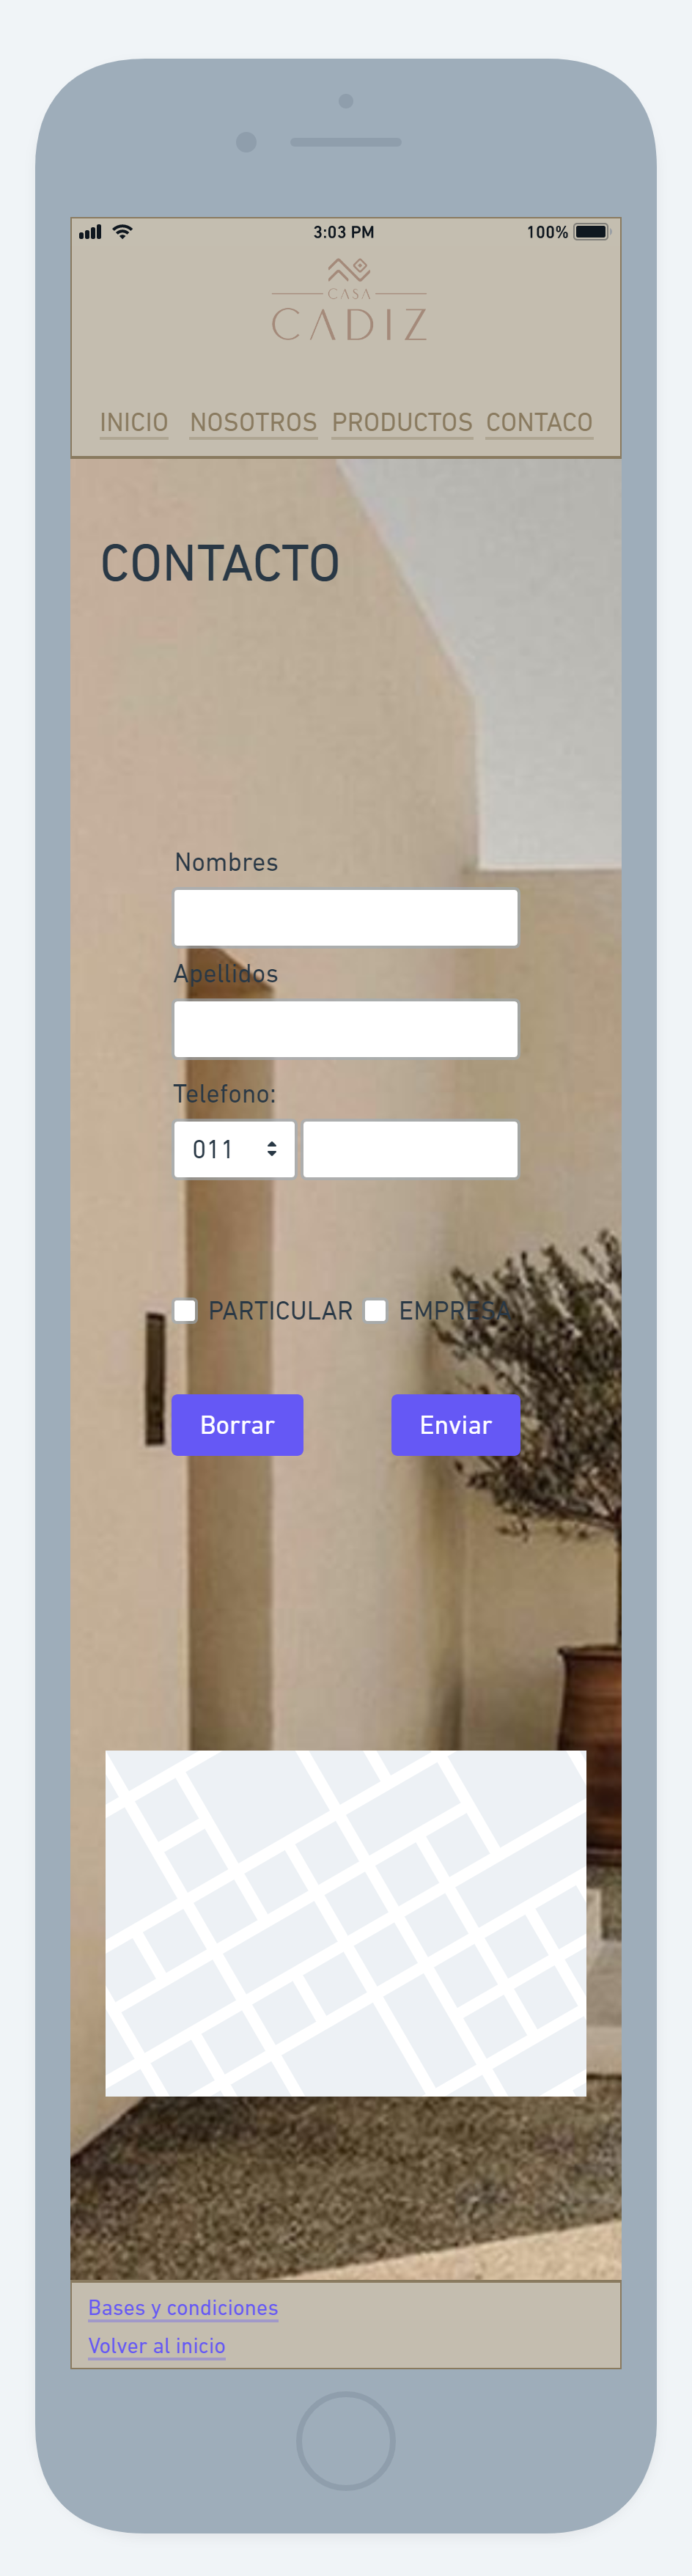 3:03 PM 100%
CASA
CADIZ
INICIO NOSOTROS PRODUCTOS CONTACO
CONTACTO
Nombres
Apellidos
Telefono:
011
PARTICULAR EMPRESA
Borrar Enviar
Bases y condiciones
Volver al inicio